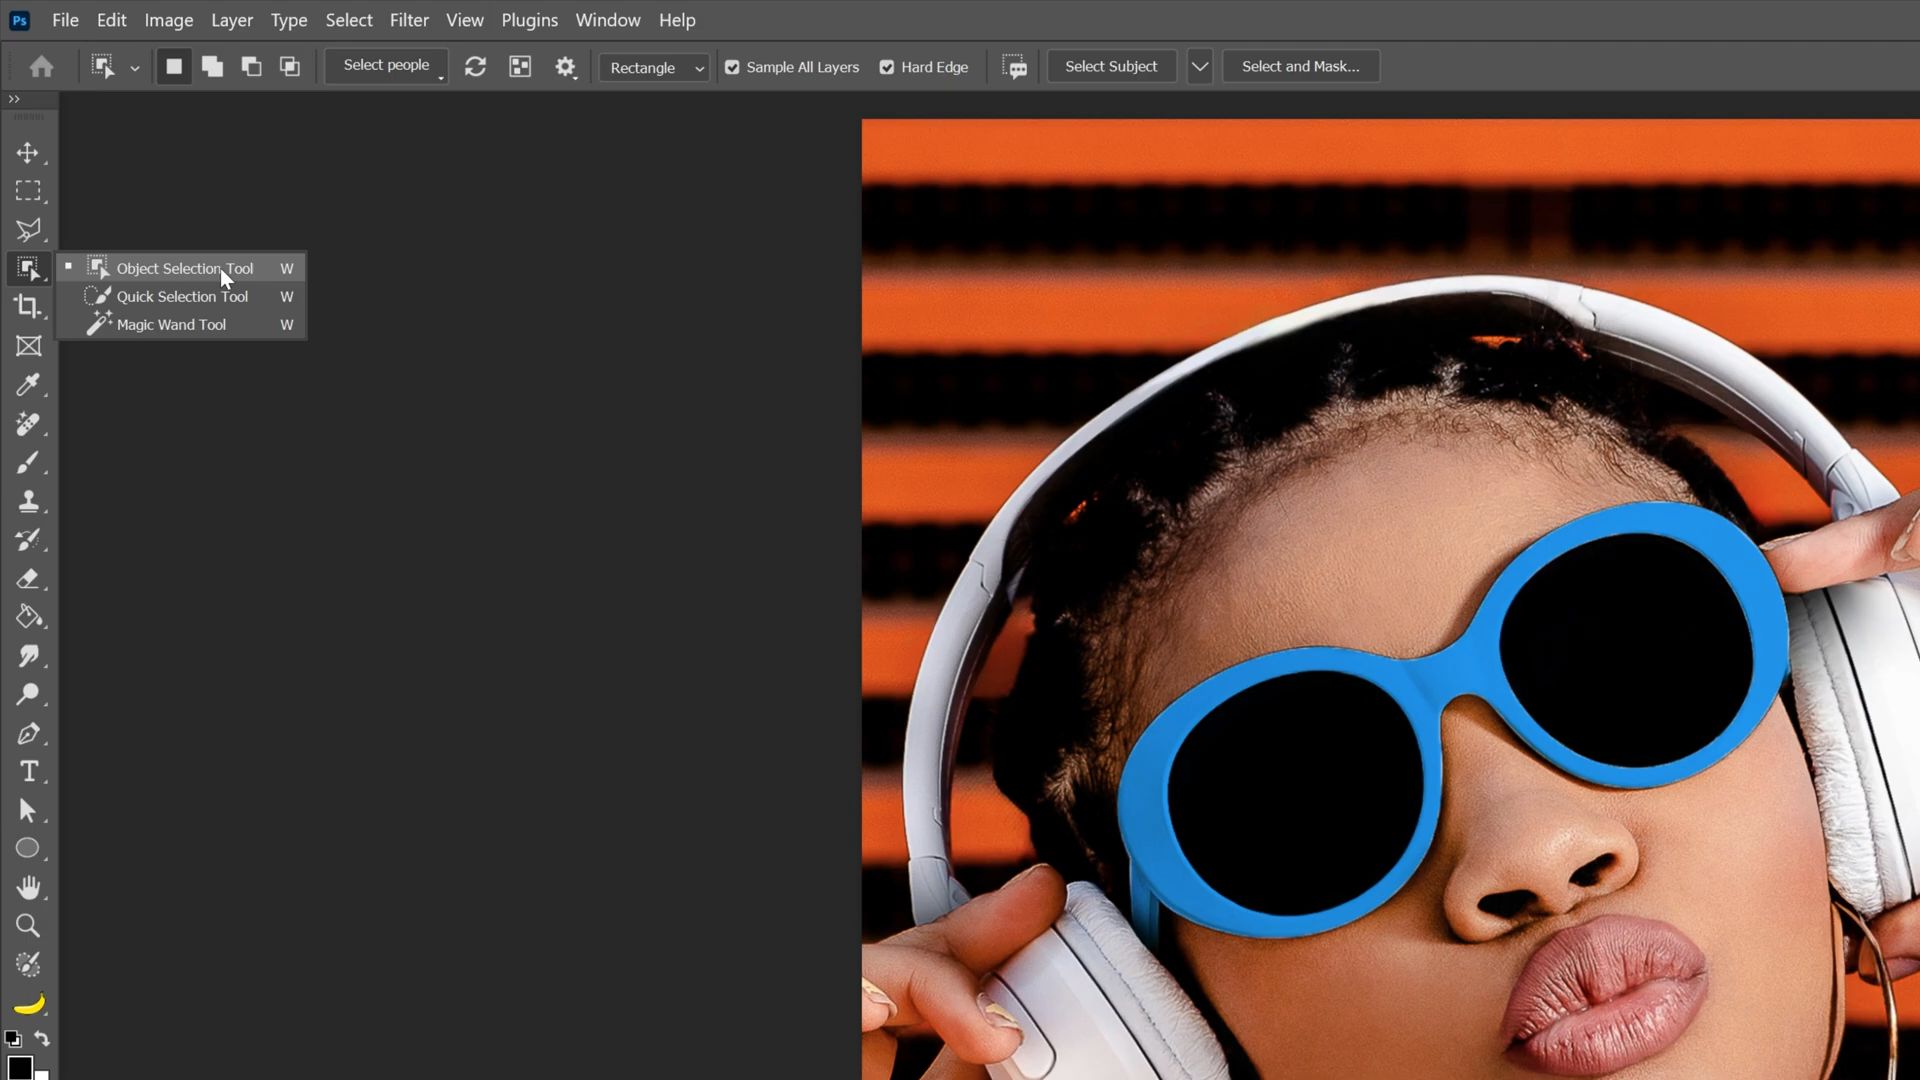 Ps File Edit Image Layer Type Select Filter View Plugins Window Help
Select people Rectangle Sample All Layers Hard Edge Select Subject Select and Mask...
Object Selection Tool W
Quick Selection Tool W
Magic Wand Tool W
T